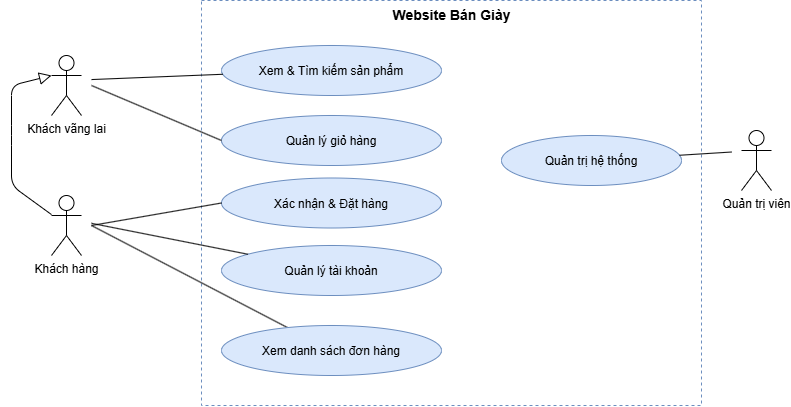 Website Bán Giày
Xem & Tìm kiếm sản phẩm
Khách vãng lai
Quản lý giỏ hàng
Quản trị hệ thống
Quản trị viên
Xác nhận & Đặt hàng
Khách hàng
Quản lý tài khoản
Xem danh sách đơn hàng